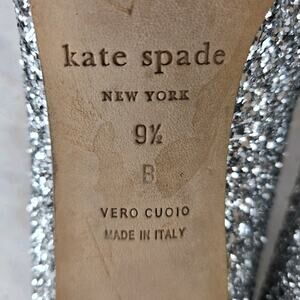 kate spade
NEW YORK
9½
B
VERO CUOIO
MADE IN ITALY